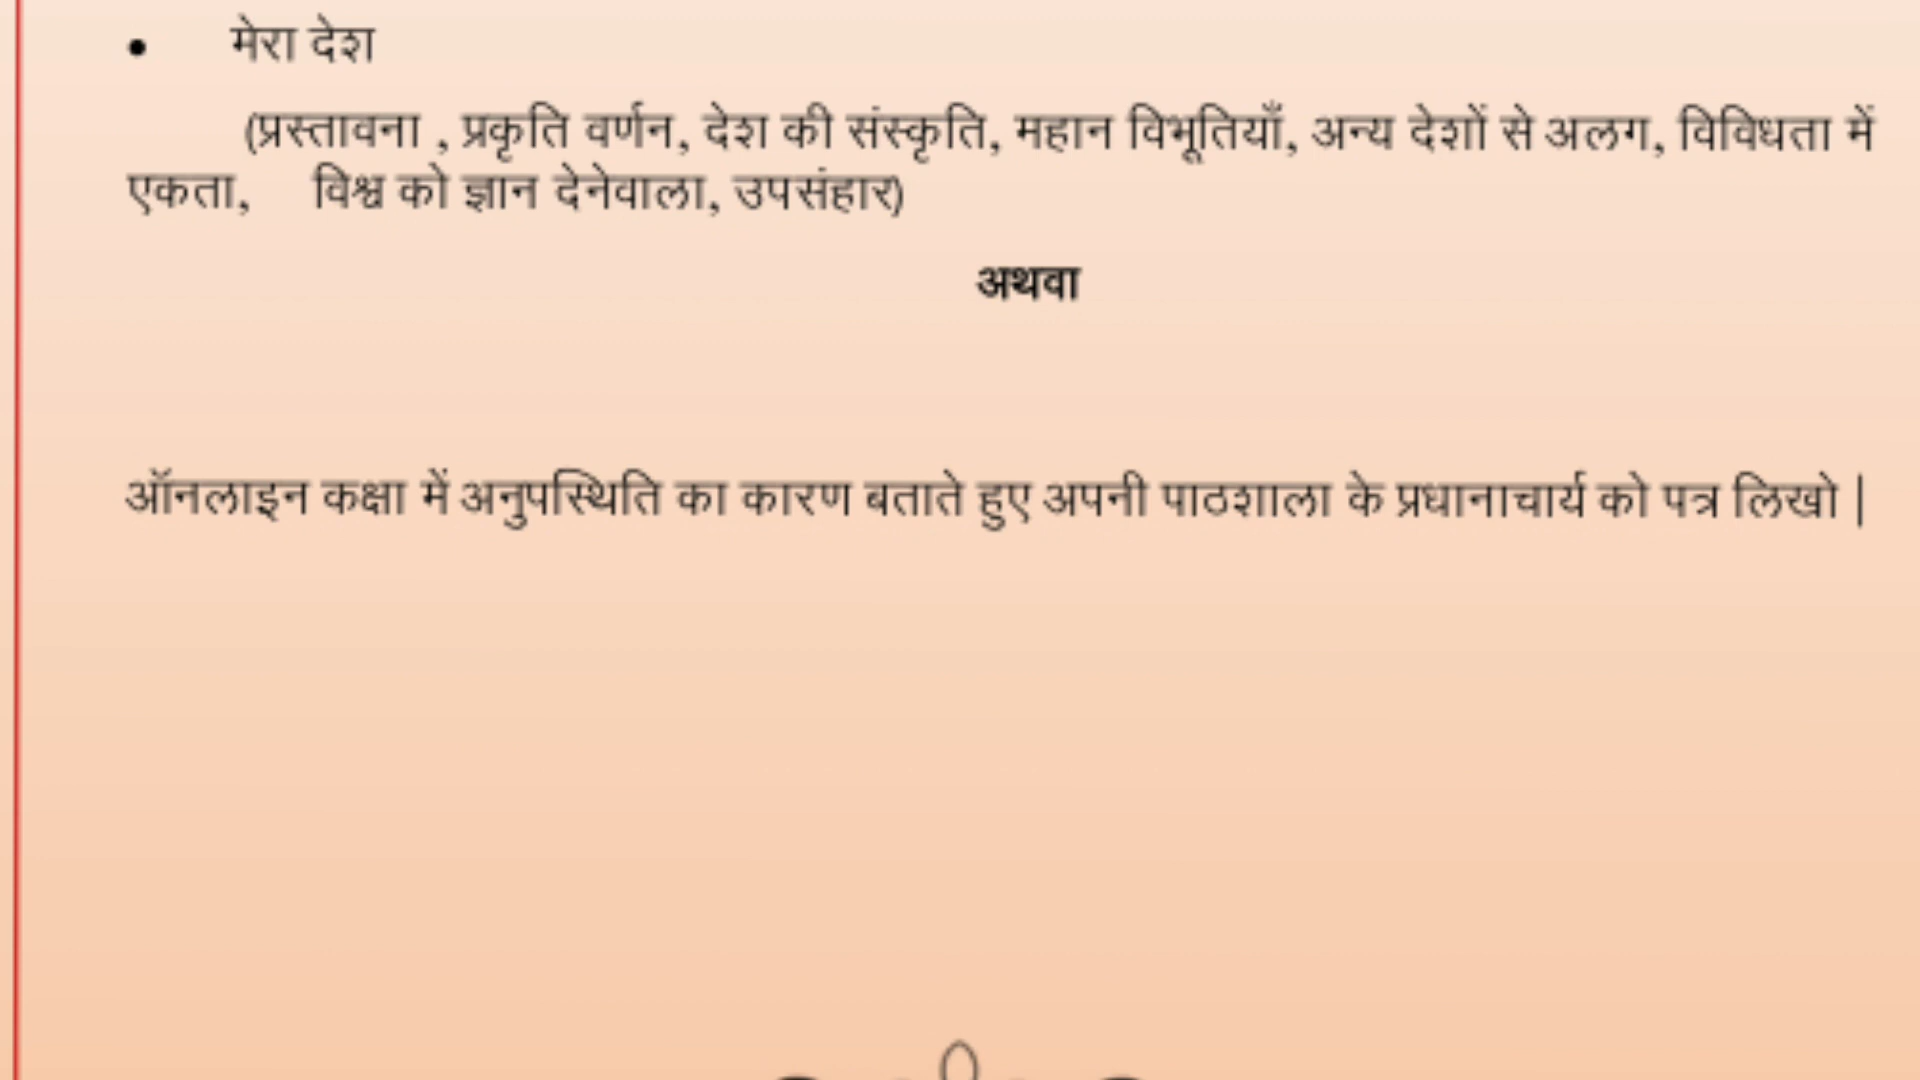 • मेरा देश
(प्रस्तावना , प्रकृति वर्णन, देश की संस्कृति, महान विभूतियाँ, अन्य देशों से अलग, विविधता में
एकता, विश्व को ज्ञान देनेवाला, उपसंहार)
अथवा
ऑनलाइन कक्षा में अनुपस्थिति का कारण बताते हुए अपनी पाठशाला के प्रधानाचार्य को पत्र लिखो |